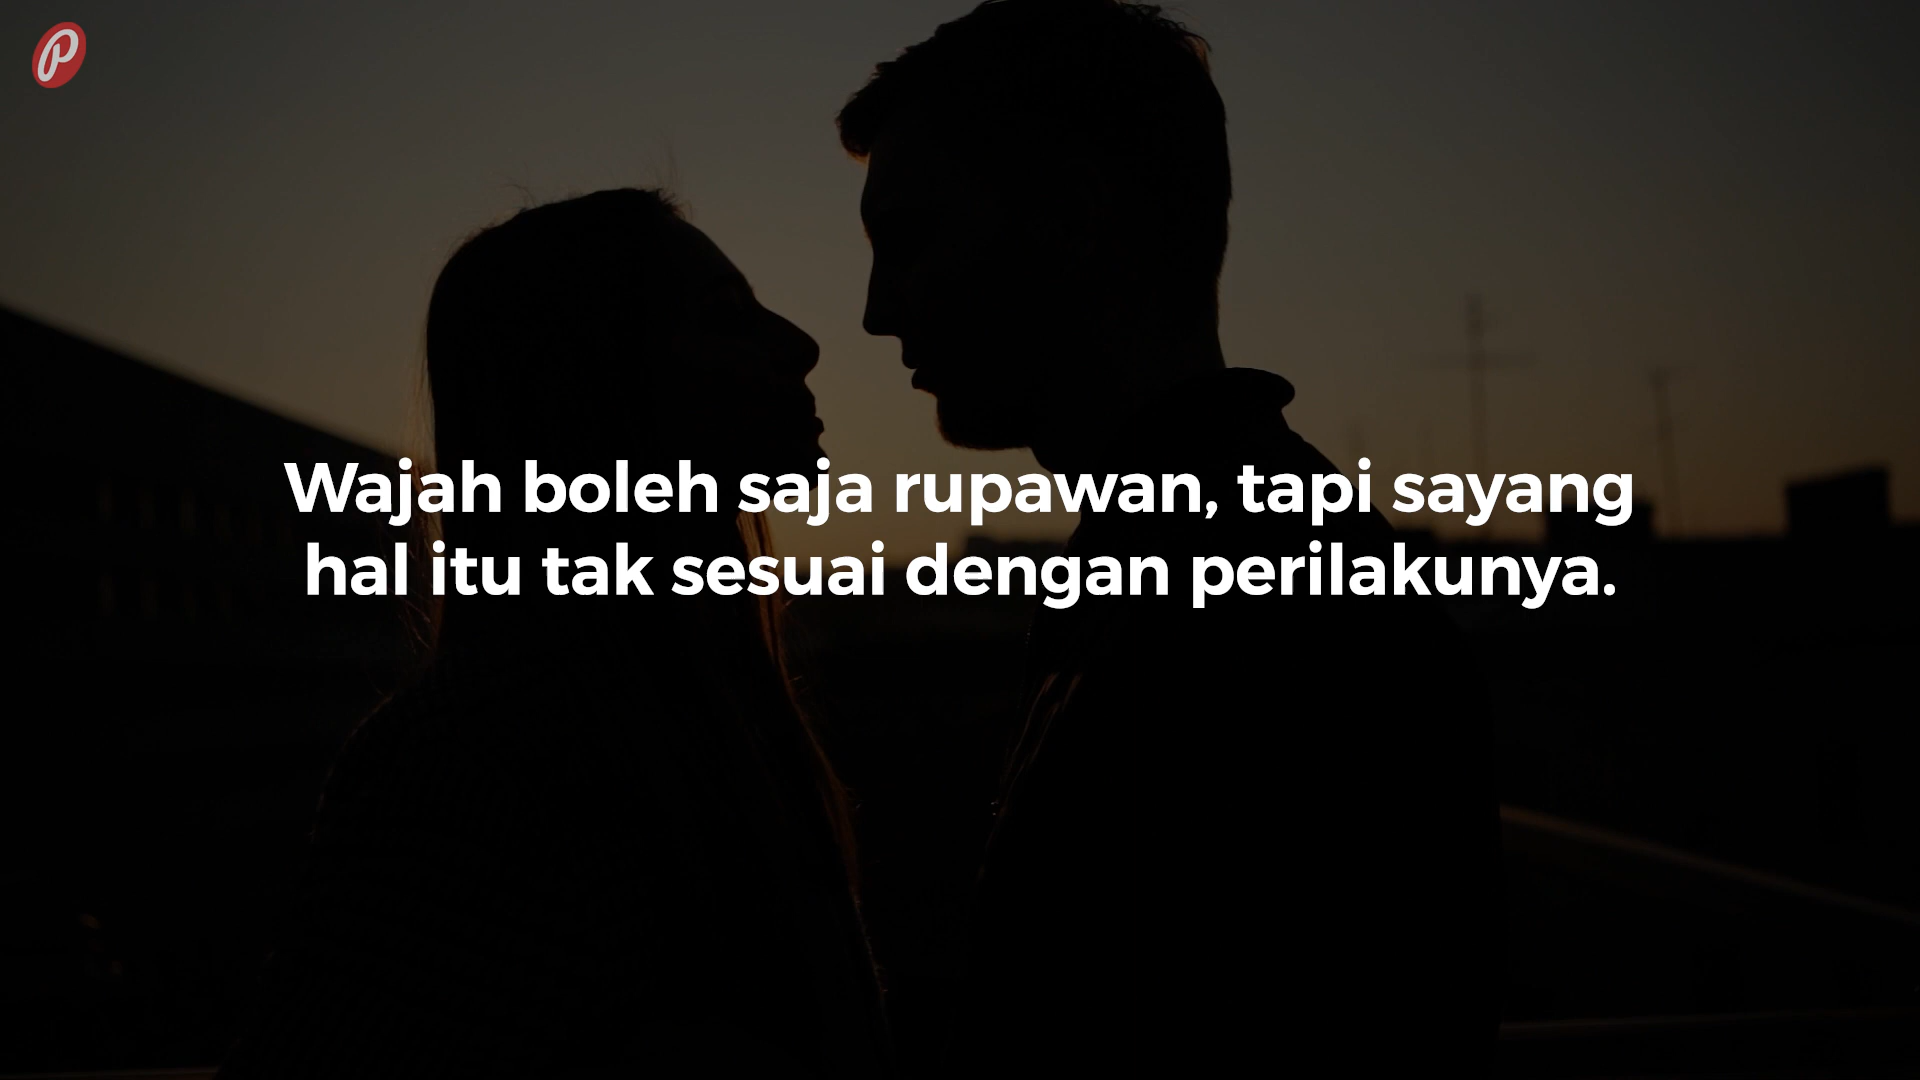 P
Wajah boleh saja rupawan, tapi sayang
hal itu tak sesuai dengan perilakunya.